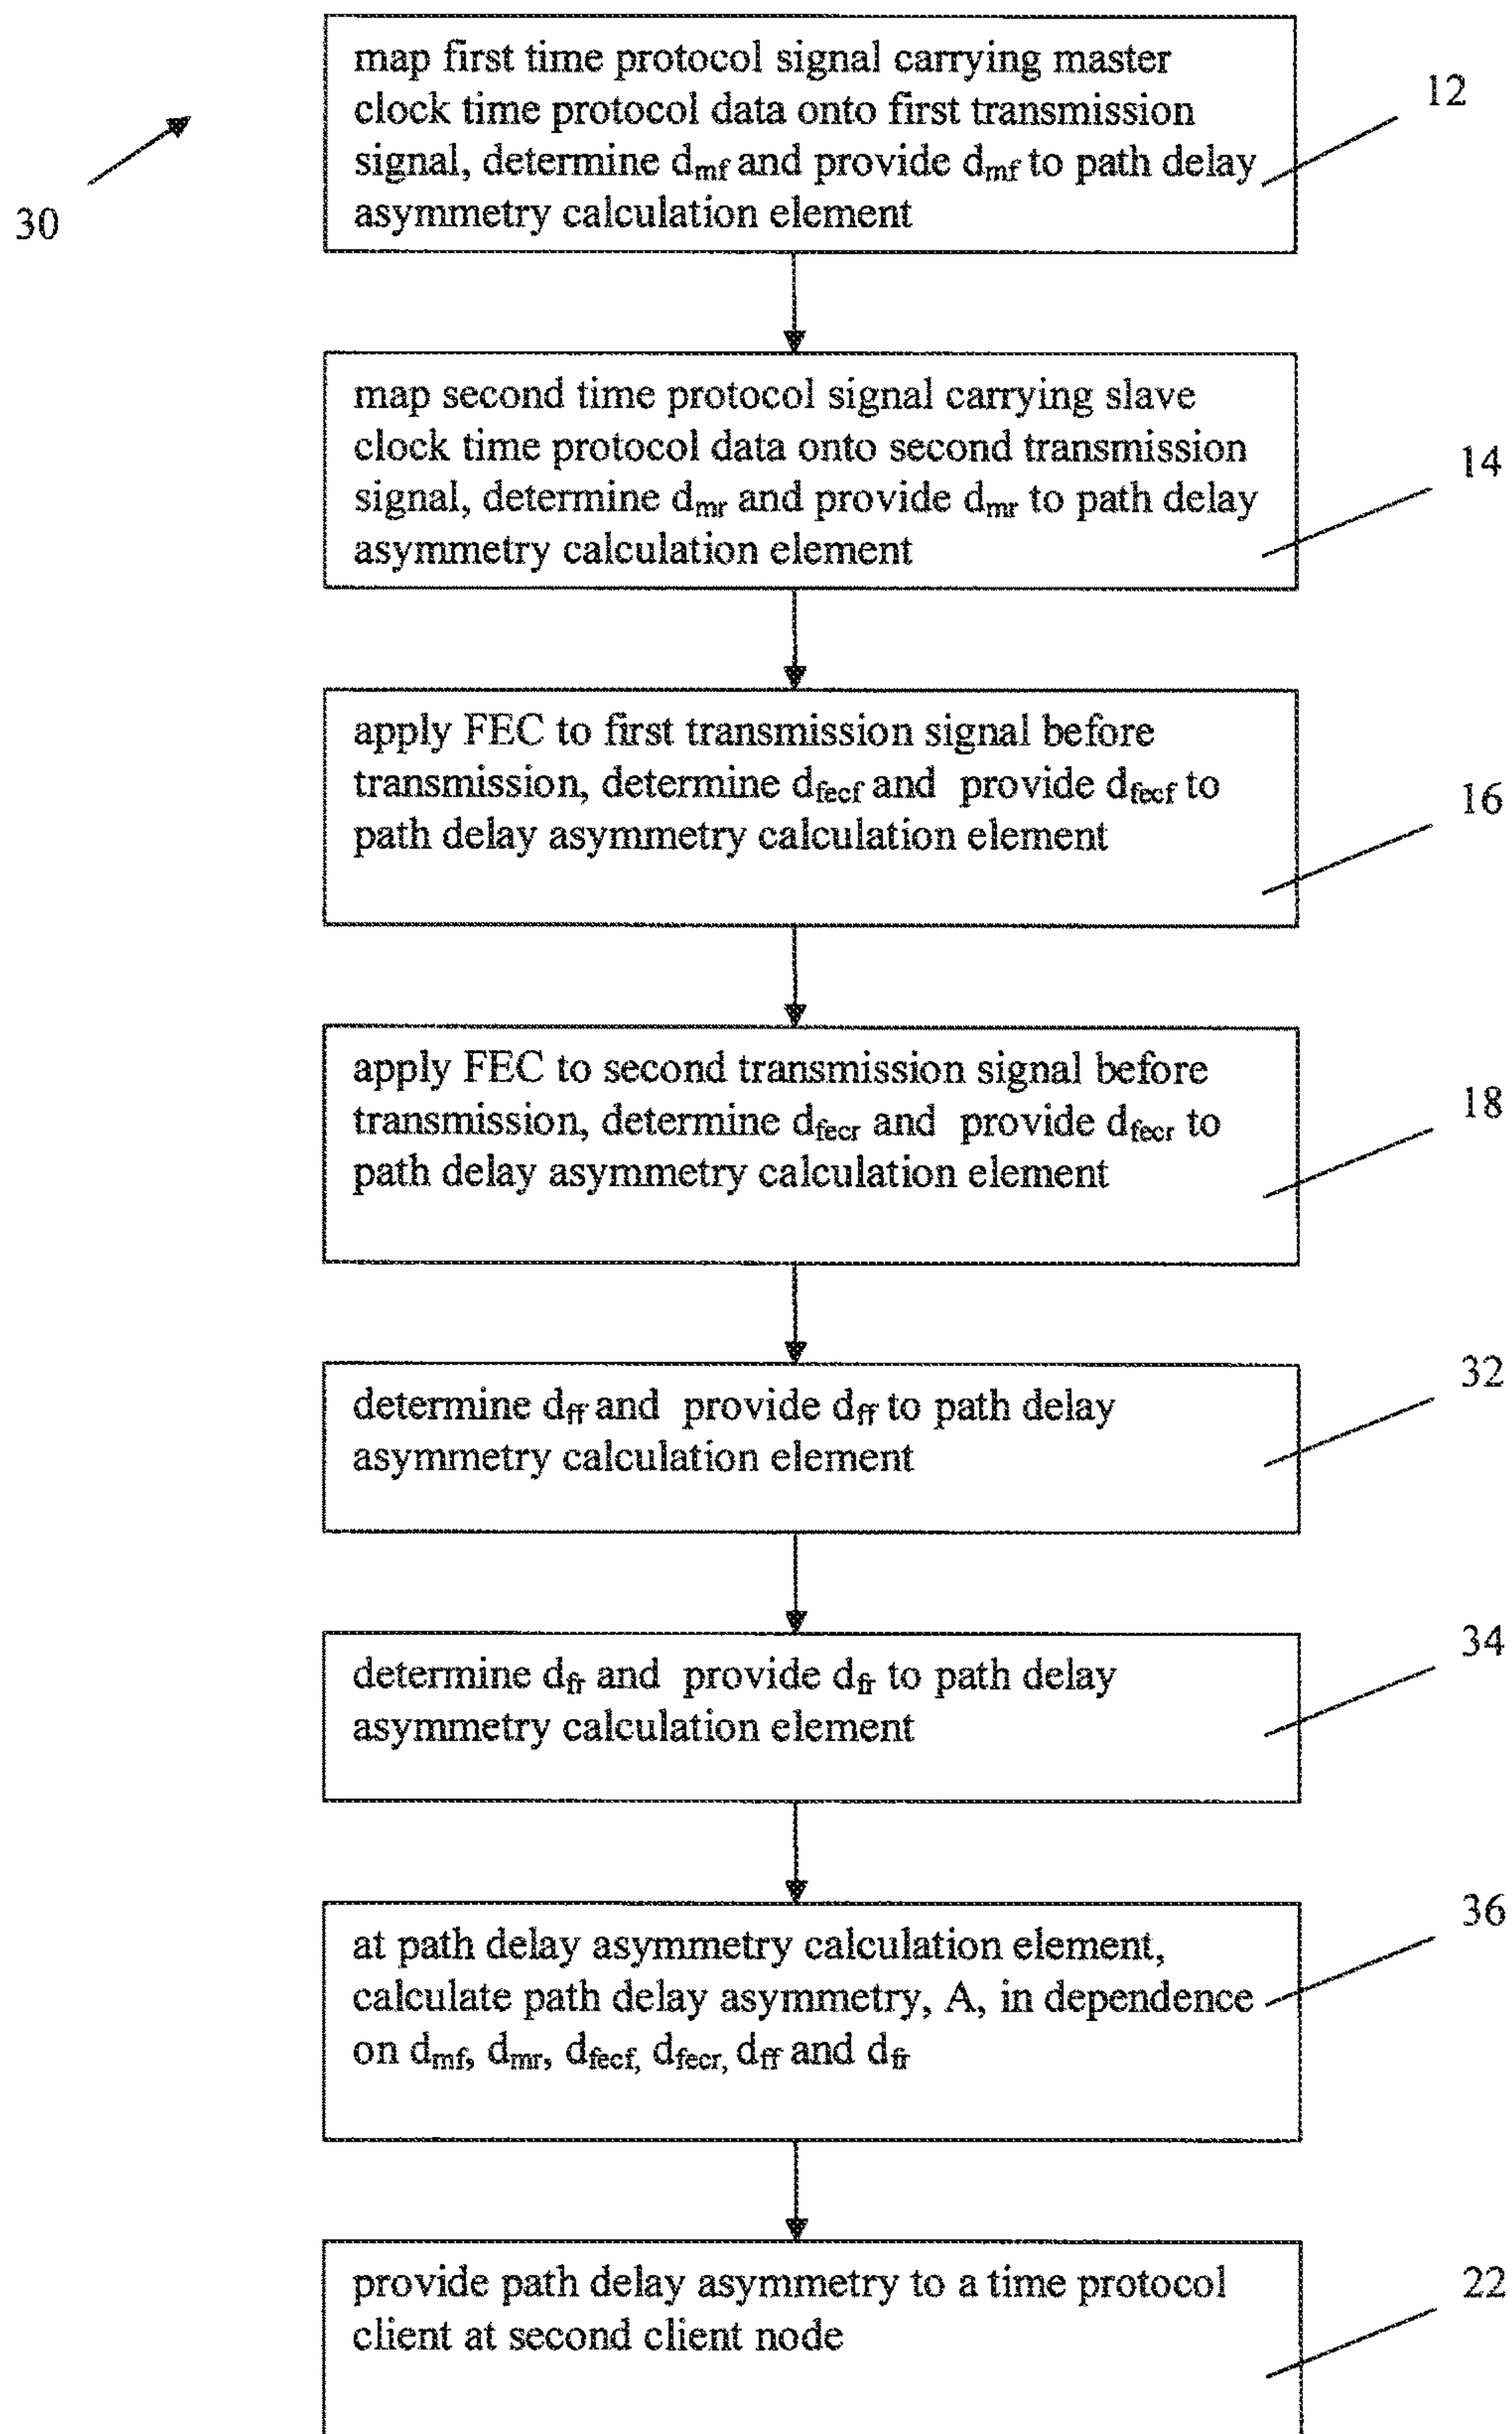 30
map first time protocol signal carrying master
clock time protocol data onto first transmission
signal, determine dmf and provide dmf to path delay
asymmetry calculation element
12
map second time protocol signal carrying slave
clock time protocol data onto second transmission
signal, determine dmr and provide dmr to path delay
asymmetry calculation element
14
apply FEC to first transmission signal before
transmission, determine dfecf and provide dfecf to
path delay asymmetry calculation element
16
apply FEC to second transmission signal before
transmission, determine dfecr and provide dfecr to
path delay asymmetry calculation element
18
determine dff and provide dff to path delay
asymmetry calculation element
32
determine dfr and provide dfr to path delay
asymmetry calculation element
34
at path delay asymmetry calculation element,
calculate path delay asymmetry, A, in dependence
on dmf, dmr, dfecf, dfecr, dff and dfr
36
provide path delay asymmetry to a time protocol
client at second client node
22